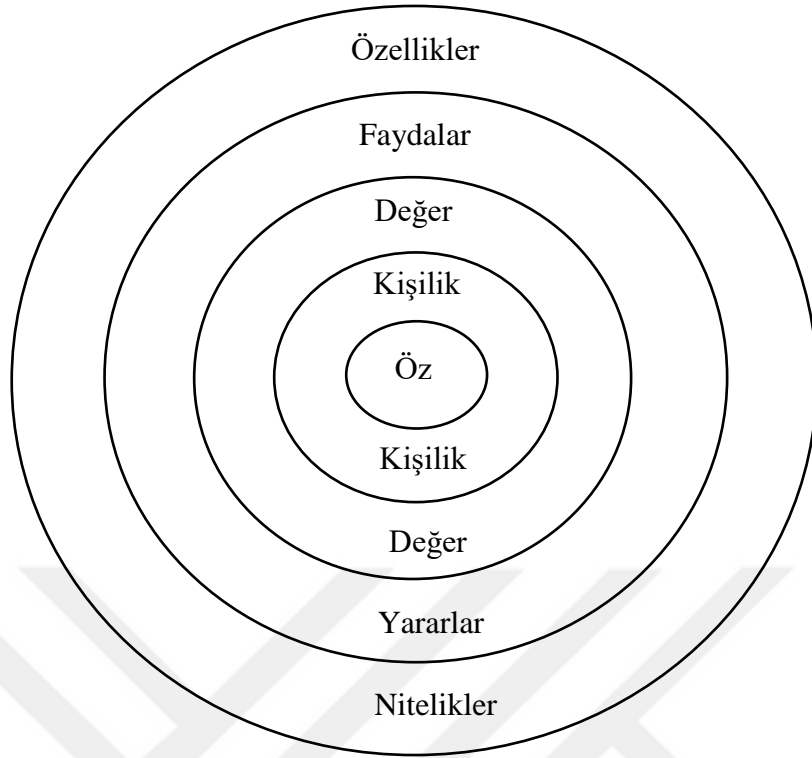 Özellikler
Faydalar
Değer
Kişilik
Öz
Kişilik
Değer
Yararlar
Nitelikler